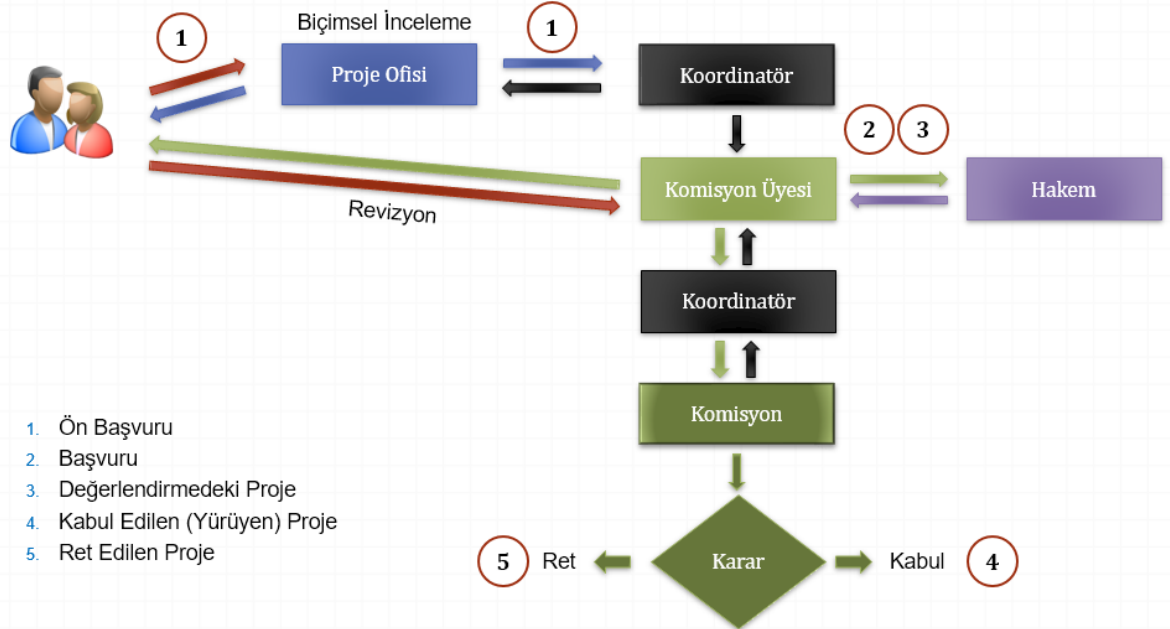 Biçimsel İnceleme
1
1
Proje Ofisi
Koordinatör
2
3
Komisyon Üyesi
Hakem
Revizyon
Koordinatör
Komisyon
1. Ön Başvuru
2. Başvuru
3. Değerlendirmedeki Proje
4. Kabul Edilen (Yürüyen) Proje
5. Ret Edilen Proje
5
Ret
Karar
Kabul
4